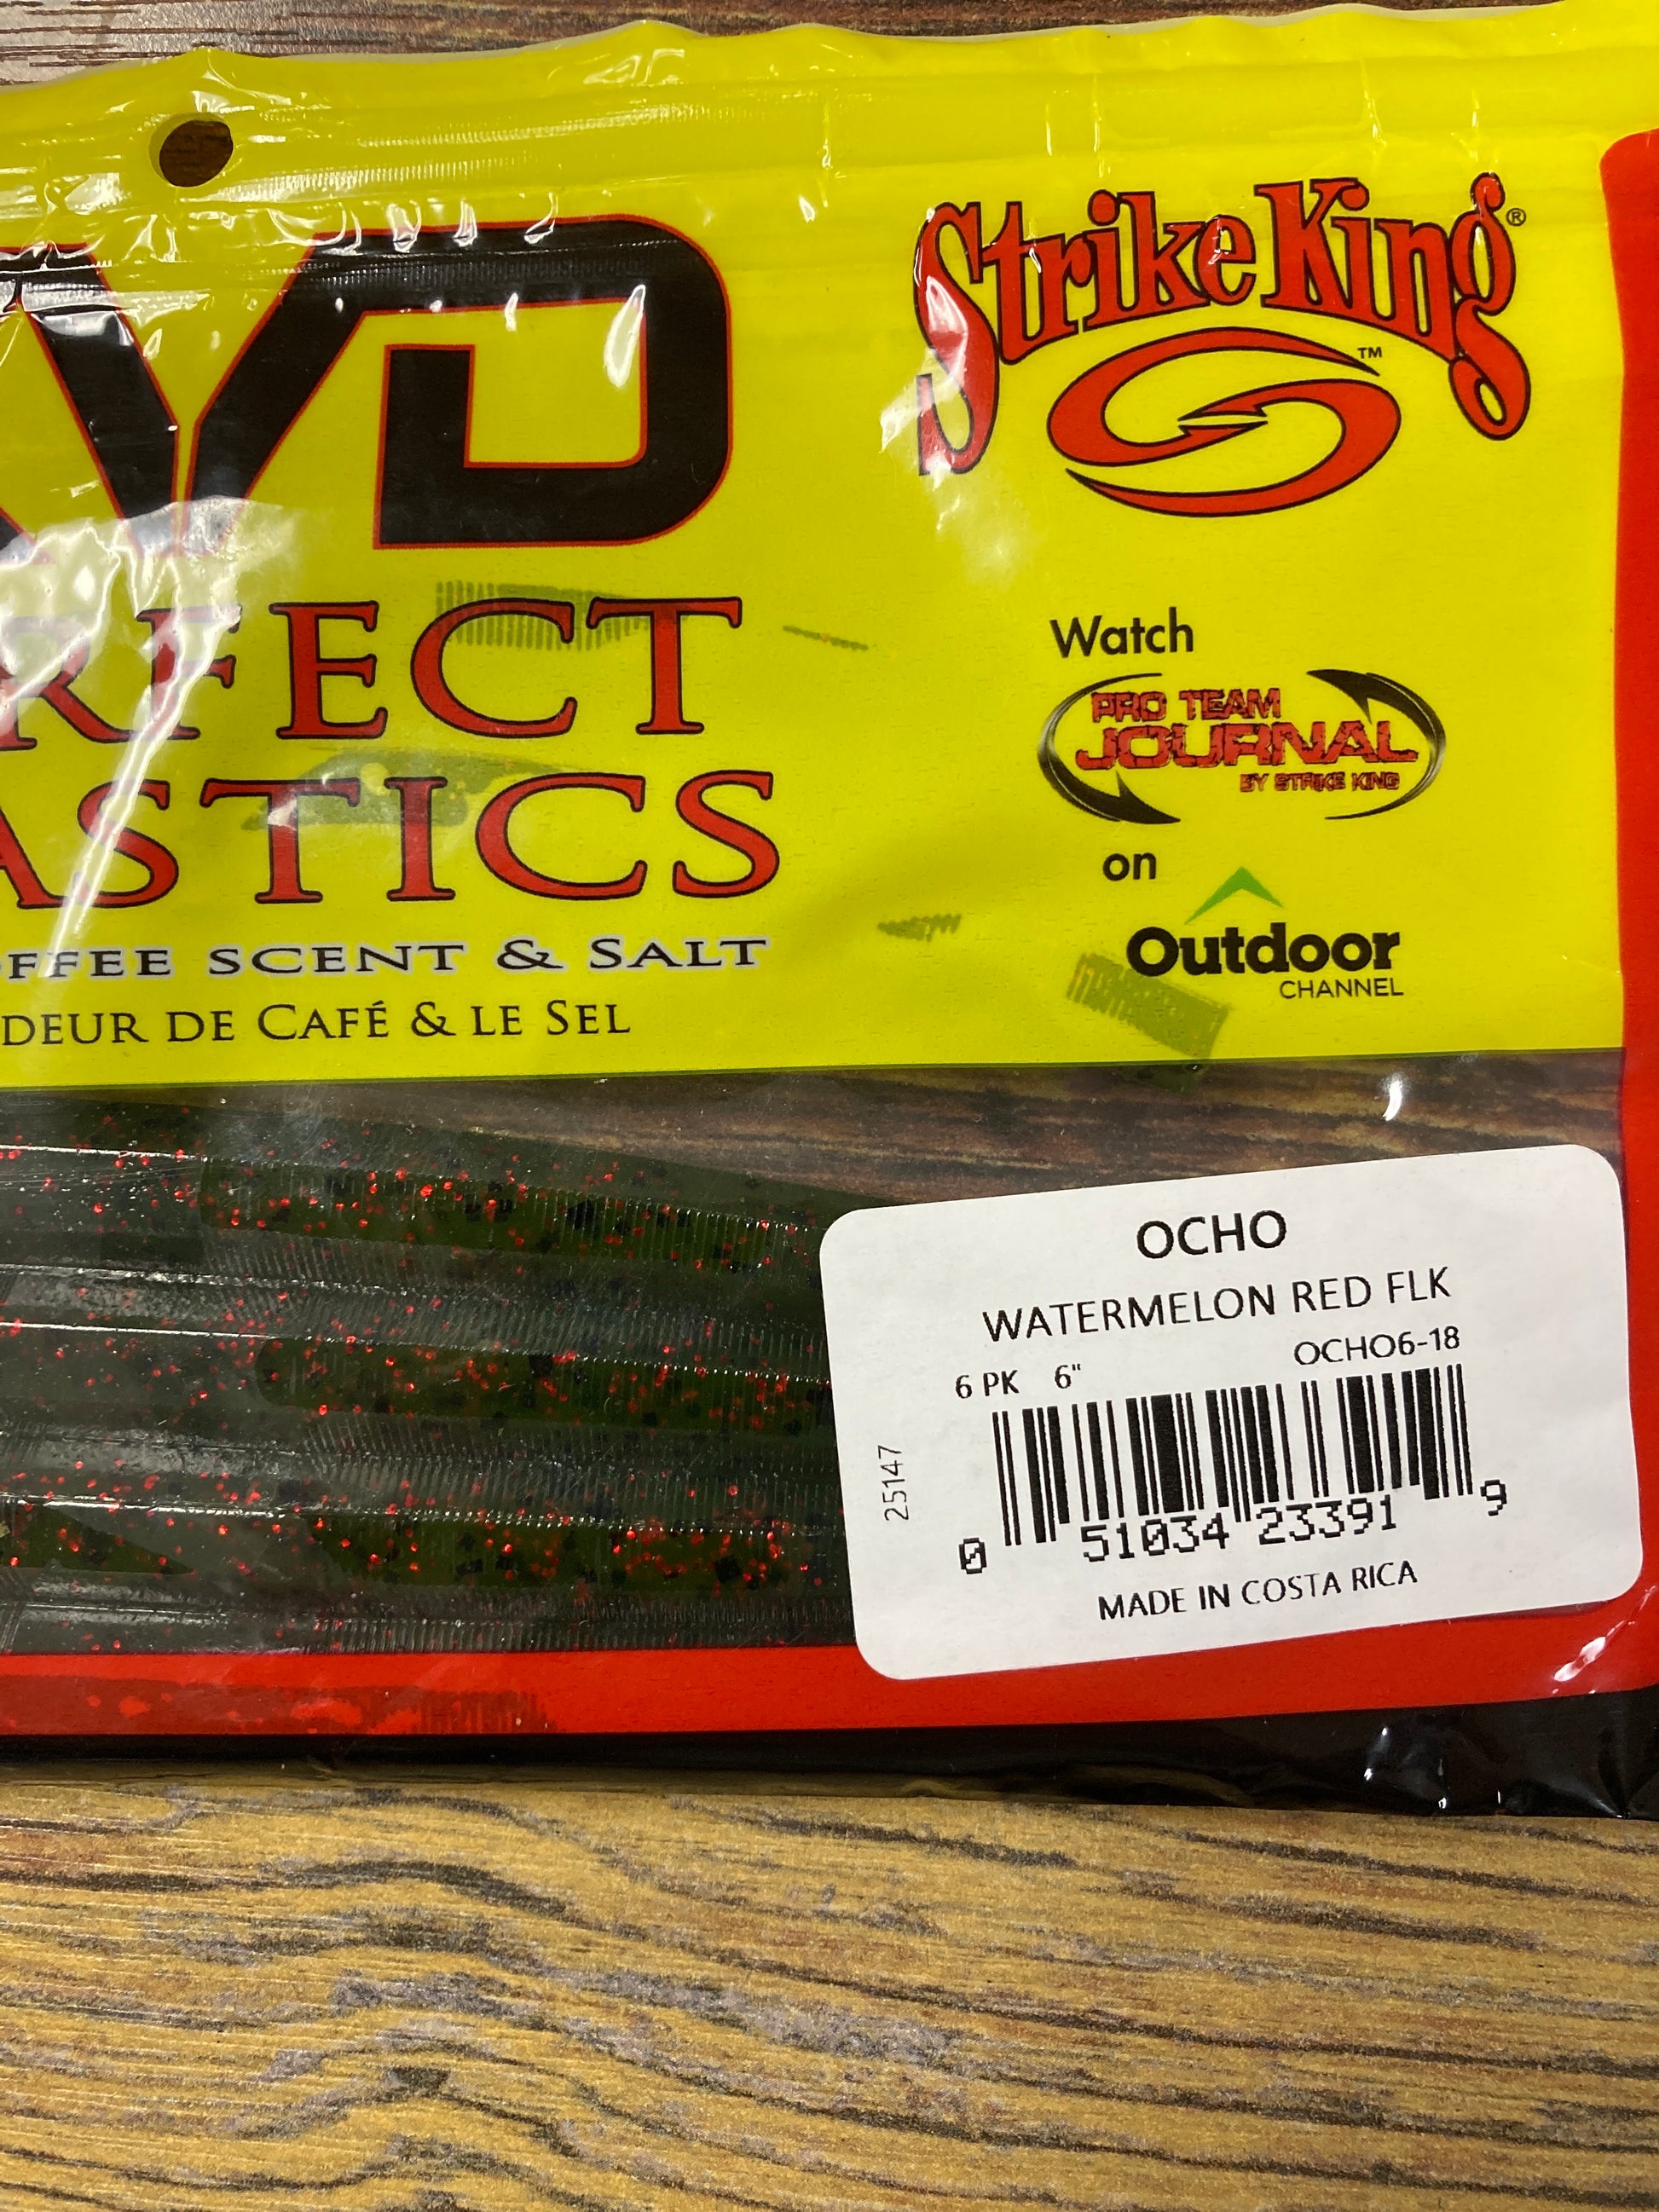 VD
Strike King®
™
RFECT
ASTICS
OFFEE SCENT & SALT
DEUR DE CAFÉ & LE SEL
Watch
PRO TEAM
JOURNAL
BY STRIKE KING
on
Outdoor
CHANNEL
OCHO
WATERMELON RED FLK
OCHO6-18
6 PK 6"
25147
0 51034 23391 9
MADE IN COSTA RICA